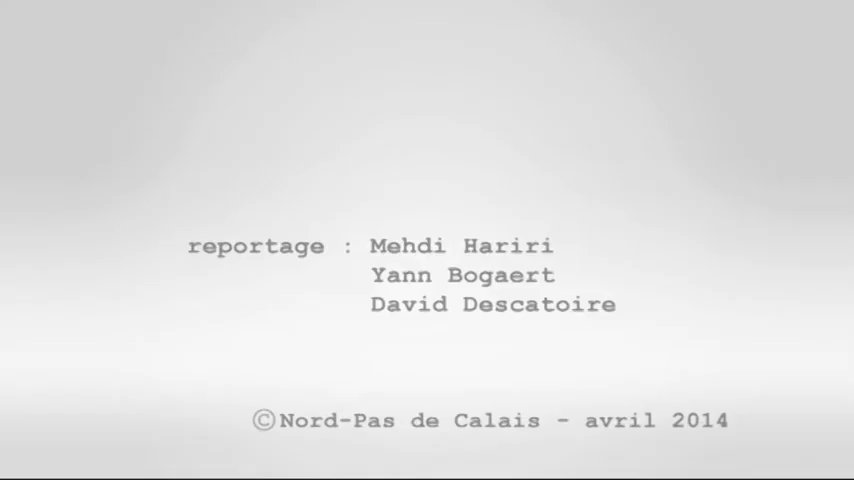 reportage : Mehdi Hariri
Yann Bogaert
David Descatoire
©Nord-Pas de Calais - avril 2014